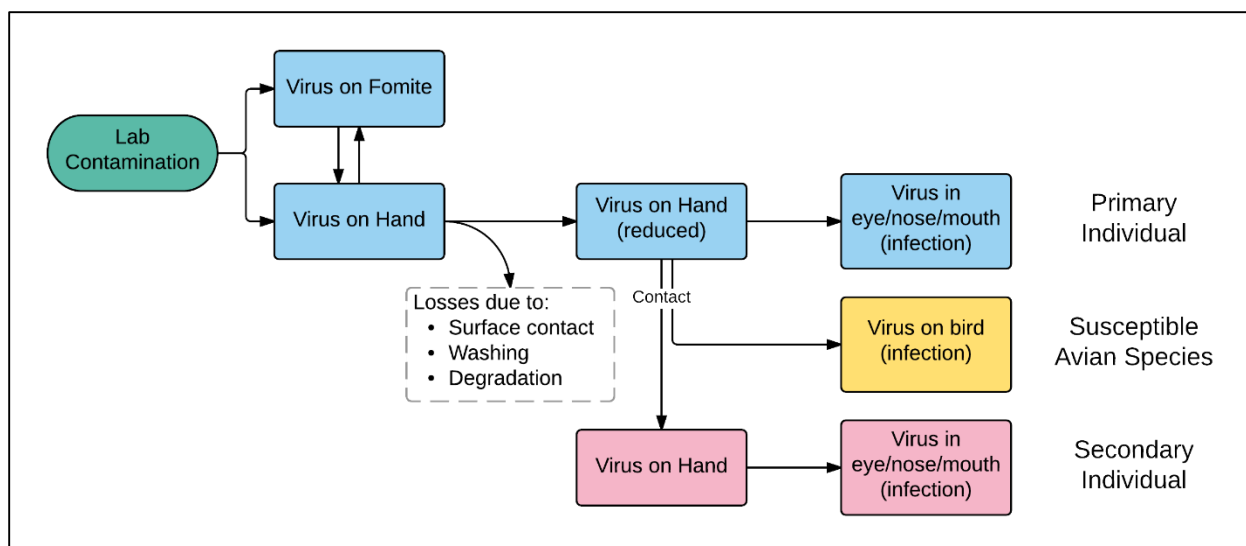 Virus on Fomite
Lab
Contamination
Virus on Hand
Virus on Hand
(reduced)
Virus in
eye/nose/mouth
(infection)
Primary
Individual
Contact
Losses due to:
• Surface contact
• Washing
• Degradation
Virus on bird
(infection)
Susceptible
Avian Species
Virus on Hand
Virus in
eye/nose/mouth
(infection)
Secondary
Individual